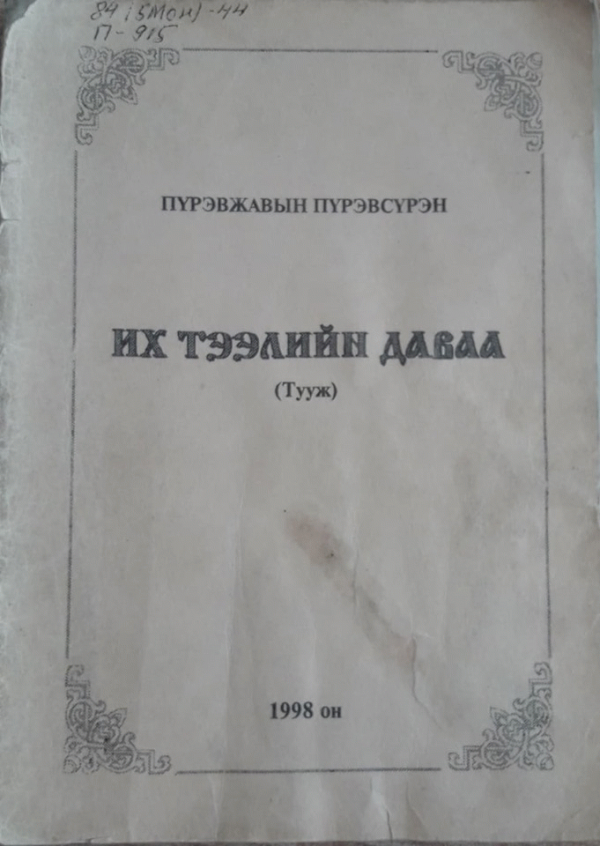 84 (5МОН)-44
П-915
ПҮРЭВЖАВЫН ПҮРЭВСҮРЭН
ИХ ТЭЭЛИЙН ДАВАА
(Тууж)
1998 он